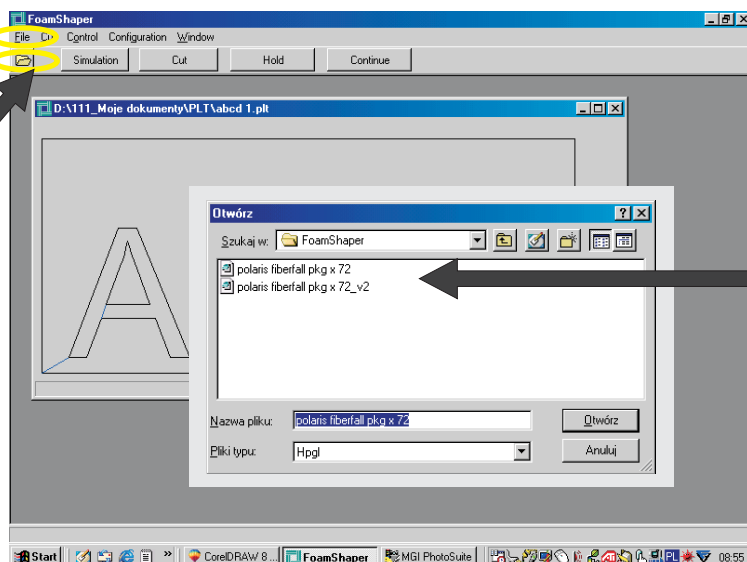 FoamShaper
File Cu Control Configuration Window
Simulation Cut Hold Continue
D:\111_Moje dokumenty\PLT\abcd 1.plt
A
Otwórz
Szukaj w: FoamShaper
polaris fiberfall pkg x 72
polaris fiberfall pkg x 72_v2
Nazwa pliku: polaris fiberfall pkg x 72 Otwórz
Pliki typu: Hpgl Anuluj
Start » CorelDRAW 8 ... FoamShaper MGI PhotoSuite PL 08:55